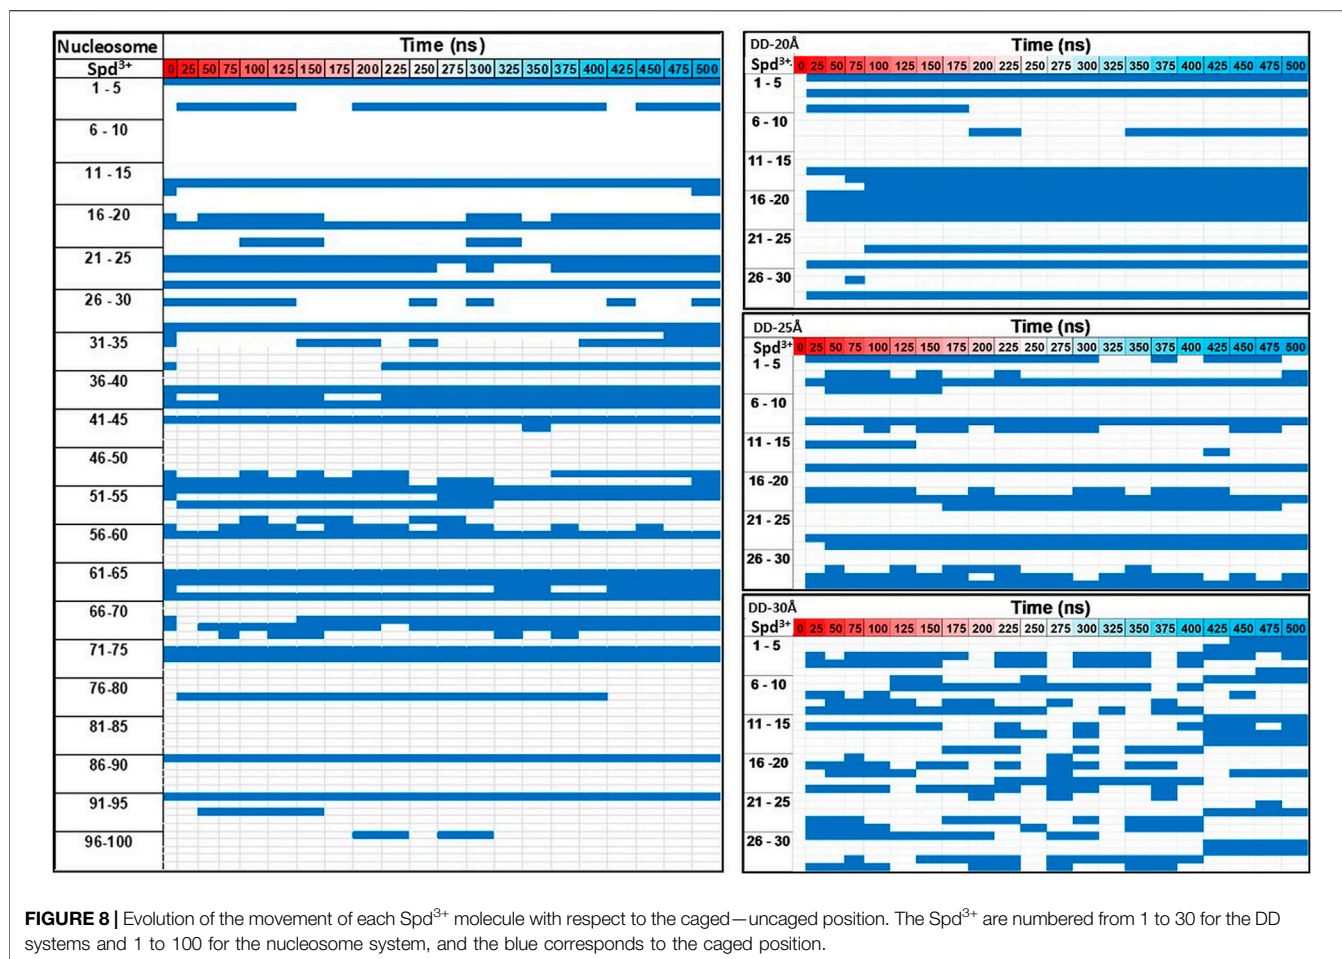 Nucleosome Time (ns)
Spd3+ 0 25 50 75 100 125 150 175 200 225 250 275 300 325 350 375 400 425 450 475 500
1 - 5
6 - 10
11 - 15
16 -20
21 - 25
26 - 30
31-35
36-40
41-45
46-50
51-55
56-60
61-65
66-70
71-75
76-80
81-85
86-90
91-95
96-100
DD-20Å Time (ns)
Spd3+ 0 25 50 75 100 125 150 175 200 225 250 275 300 325 350 375 400 425 450 475 500
1 - 5
6 - 10
11 - 15
16 -20
21 - 25
26 - 30
DD-25Å Time (ns)
Spd3+ 0 25 50 75 100 125 150 175 200 225 250 275 300 325 350 375 400 425 450 475 500
1 - 5
6 - 10
11 - 15
16 -20
21 - 25
26 - 30
DD-30Å Time (ns)
Spd3+ 0 25 50 75 100 125 150 200 250 275 300 325 350 375 400 425 450 475 500
1 - 5
6 - 10
11 - 15
16 -20
21 - 25
26 - 30
FIGURE 8 | Evolution of the movement of each Spd3+ molecule with respect to the caged—uncaged position. The Spd3+ are numbered from 1 to 30 for the DD
systems and 1 to 100 for the nucleosome system, and the blue corresponds to the caged position.